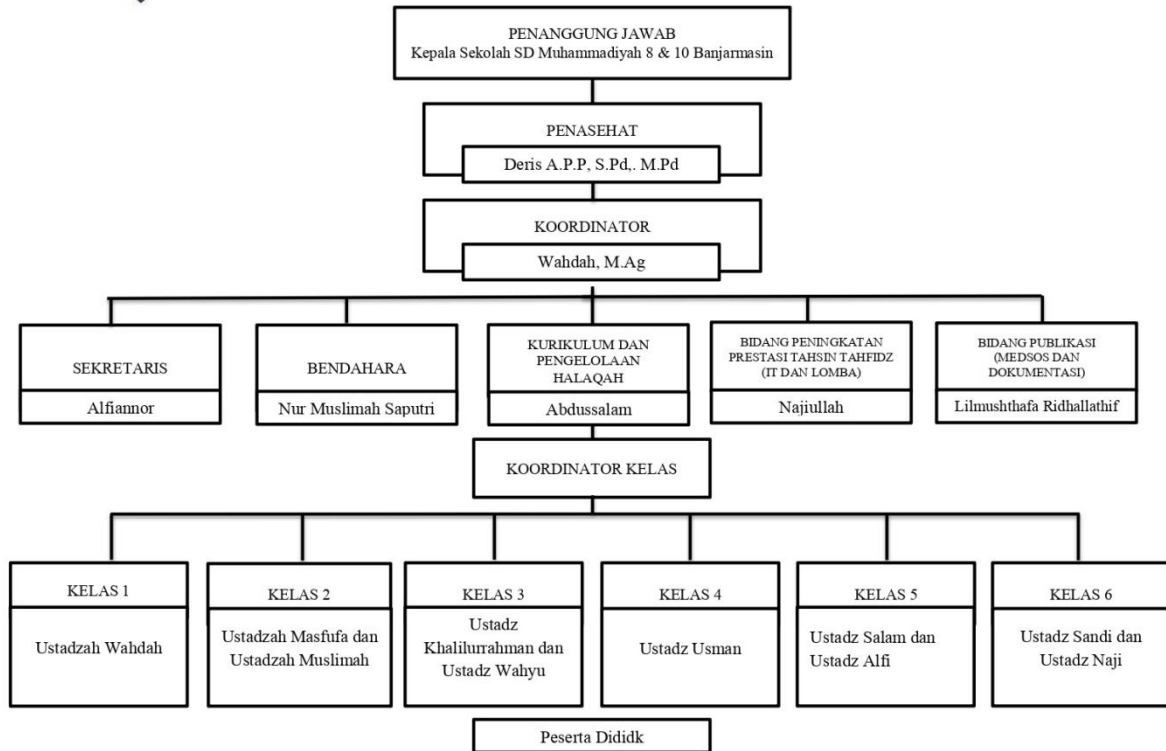 PENANGGUNG JAWAB
Kepala Sekolah SD Muhammadiyah 8 & 10 Banjarmasin
PENASEHAT
Deris A.P.P, S.Pd,. M.Pd
KOORDINATOR
Wahdah, M.Ag
SEKRETARIS
Alfiannor
BENDAHARA
Nur Muslimah Saputri
KURIKULUM DAN
PENGELOLAAN
HALAQAH
Abdussalam
BIDANG PENINGKATAN
PRESTASI TAHSIN TAHFIDZ
(IT DAN LOMBA)
Najiullah
BIDANG PUBLIKASI
(MEDSOS DAN
DOKUMENTASI)
Lilmushthafa Ridhallathif
KOORDINATOR KELAS
KELAS 1
Ustadzah Wahdah
KELAS 2
Ustadzah Masfufa dan
Ustadzah Muslimah
KELAS 3
Ustadz
Khalilurrahman dan
Ustadz Wahyu
KELAS 4
Ustadz Usman
KELAS 5
Ustadz Salam dan
Ustadz Alfi
KELAS 6
Ustadz Sandi dan
Ustadz Naji
Peserta Dididk